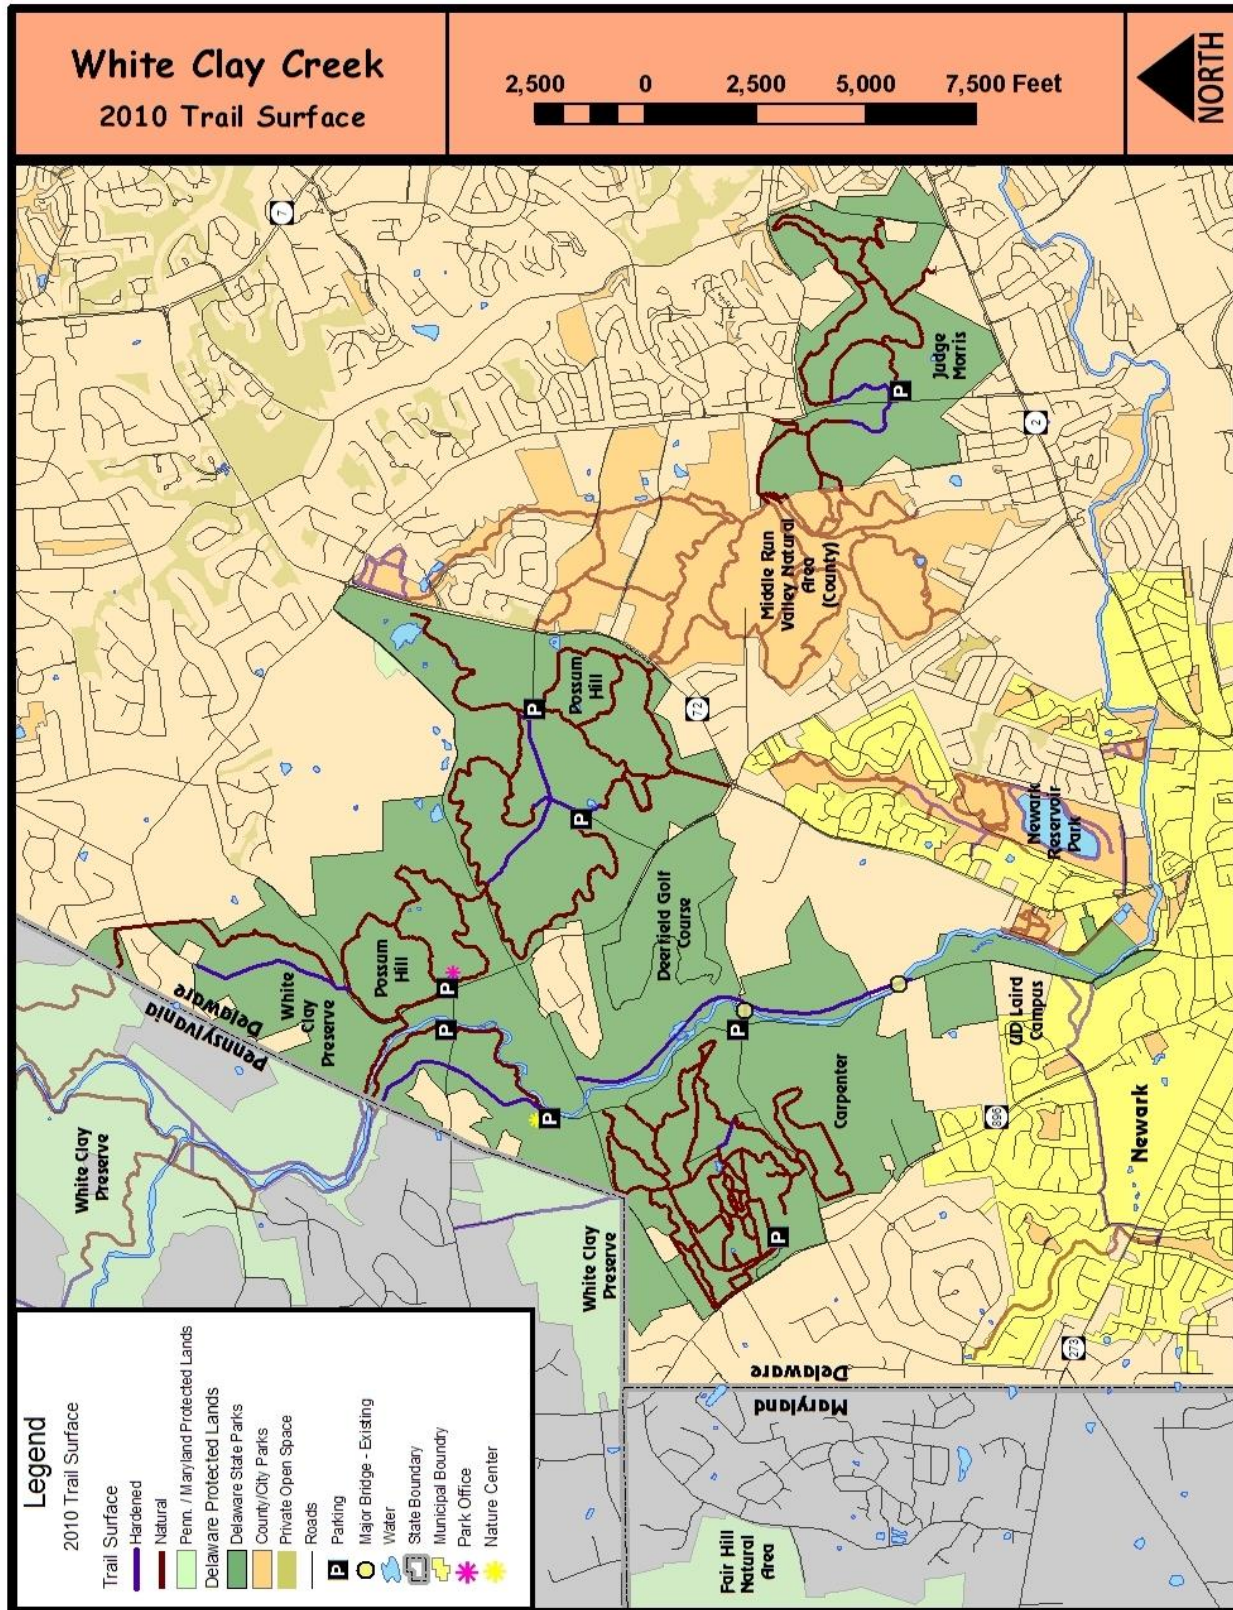 White Clay Creek
2010 Trail Surface
2,500 0 2,500 5,000 7,500 Feet
NORTH
Legend
2010 Trail Surface
Trail Surface
Hardened
Natural
Penn. / Maryland Protected Lands
Delaware Protected Lands
Delaware State Parks
County/City Parks
Private Open Space
Roads
P Parking
Major Bridge - Existing
Water
State Boundary
Municipal Boundry
Park Office
Nature Center
White Clay
Preserve
Pennsylvania
Delaware
White
Clay
Preserve
Possum
Hill
P
P
P
White Clay
Preserve
7
P
Possum
Hill
P
72
Deerfield Golf
Course
Middle Run
Valley Natural
Area
(County)
P
Judge
Morris
2
P
Carpenter
P
Newark
Reservoir
Park
UD Laird
Campus
896
Newark
273
Delaware
Maryland
Fair Hill
Natural
Area